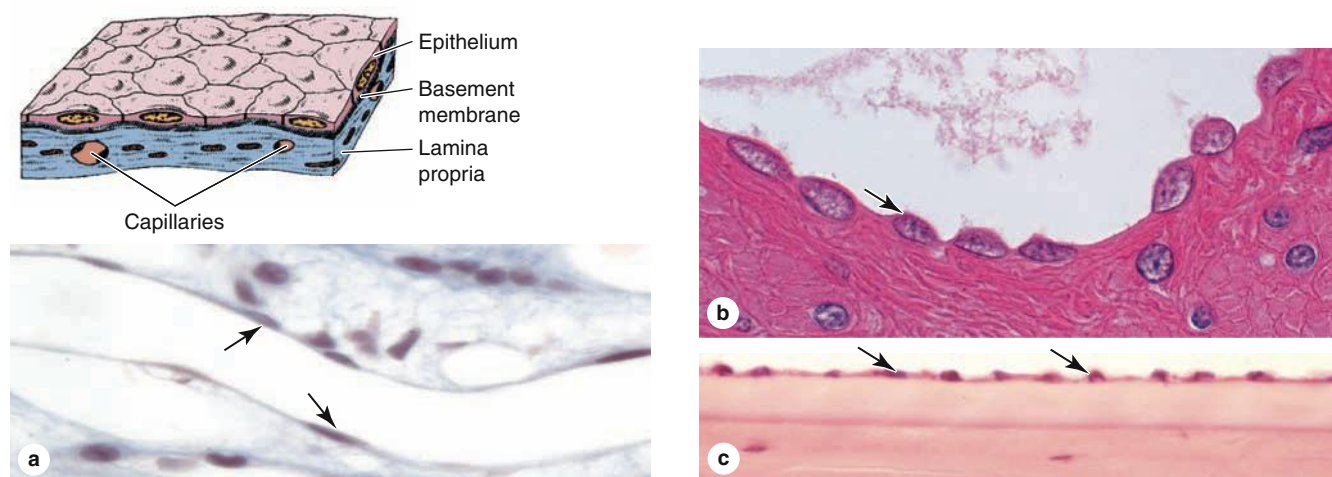 Epithelium
Basement
membrane
Lamina
propria
Capillaries
a
b
c